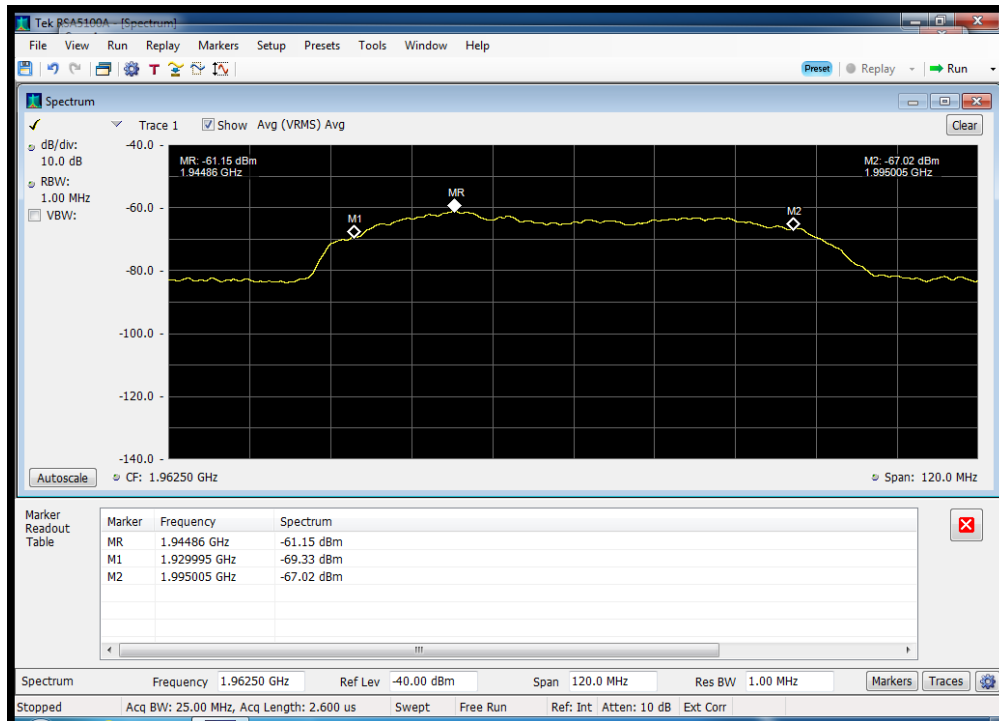 Tek RSA5100A - [Spectrum]
File View Run Replay Markers Setup Presets Tools Window Help
T Preset Replay Run
Spectrum
✓ Trace 1 Show Avg (VRMS) Avg Clear
dB/div:
10.0 dB
RBW:
1.00 MHz
VBW:
-40.0 -
-60.0 -
-80.0 -
-100.0 -
-120.0 -
-140.0 -
MR: -61.15 dBm
1.94486 GHz
M2: -67.02 dBm
1.995005 GHz
M1
MR
M2
Autoscale CF: 1.96250 GHz Span: 120.0 MHz
Marker
Readout
Table
Marker Frequency Spectrum
MR 1.94486 GHz -61.15 dBm
M1 1.929995 GHz -69.33 dBm
M2 1.995005 GHz -67.02 dBm
Spectrum Frequency 1.96250 GHz Ref Lev -40.00 dBm Span 120.0 MHz Res BW 1.00 MHz Markers Traces
Stopped Acq BW: 25.00 MHz, Acq Length: 2.600 us Swept Free Run Ref: Int Atten: 10 dB Ext Corr